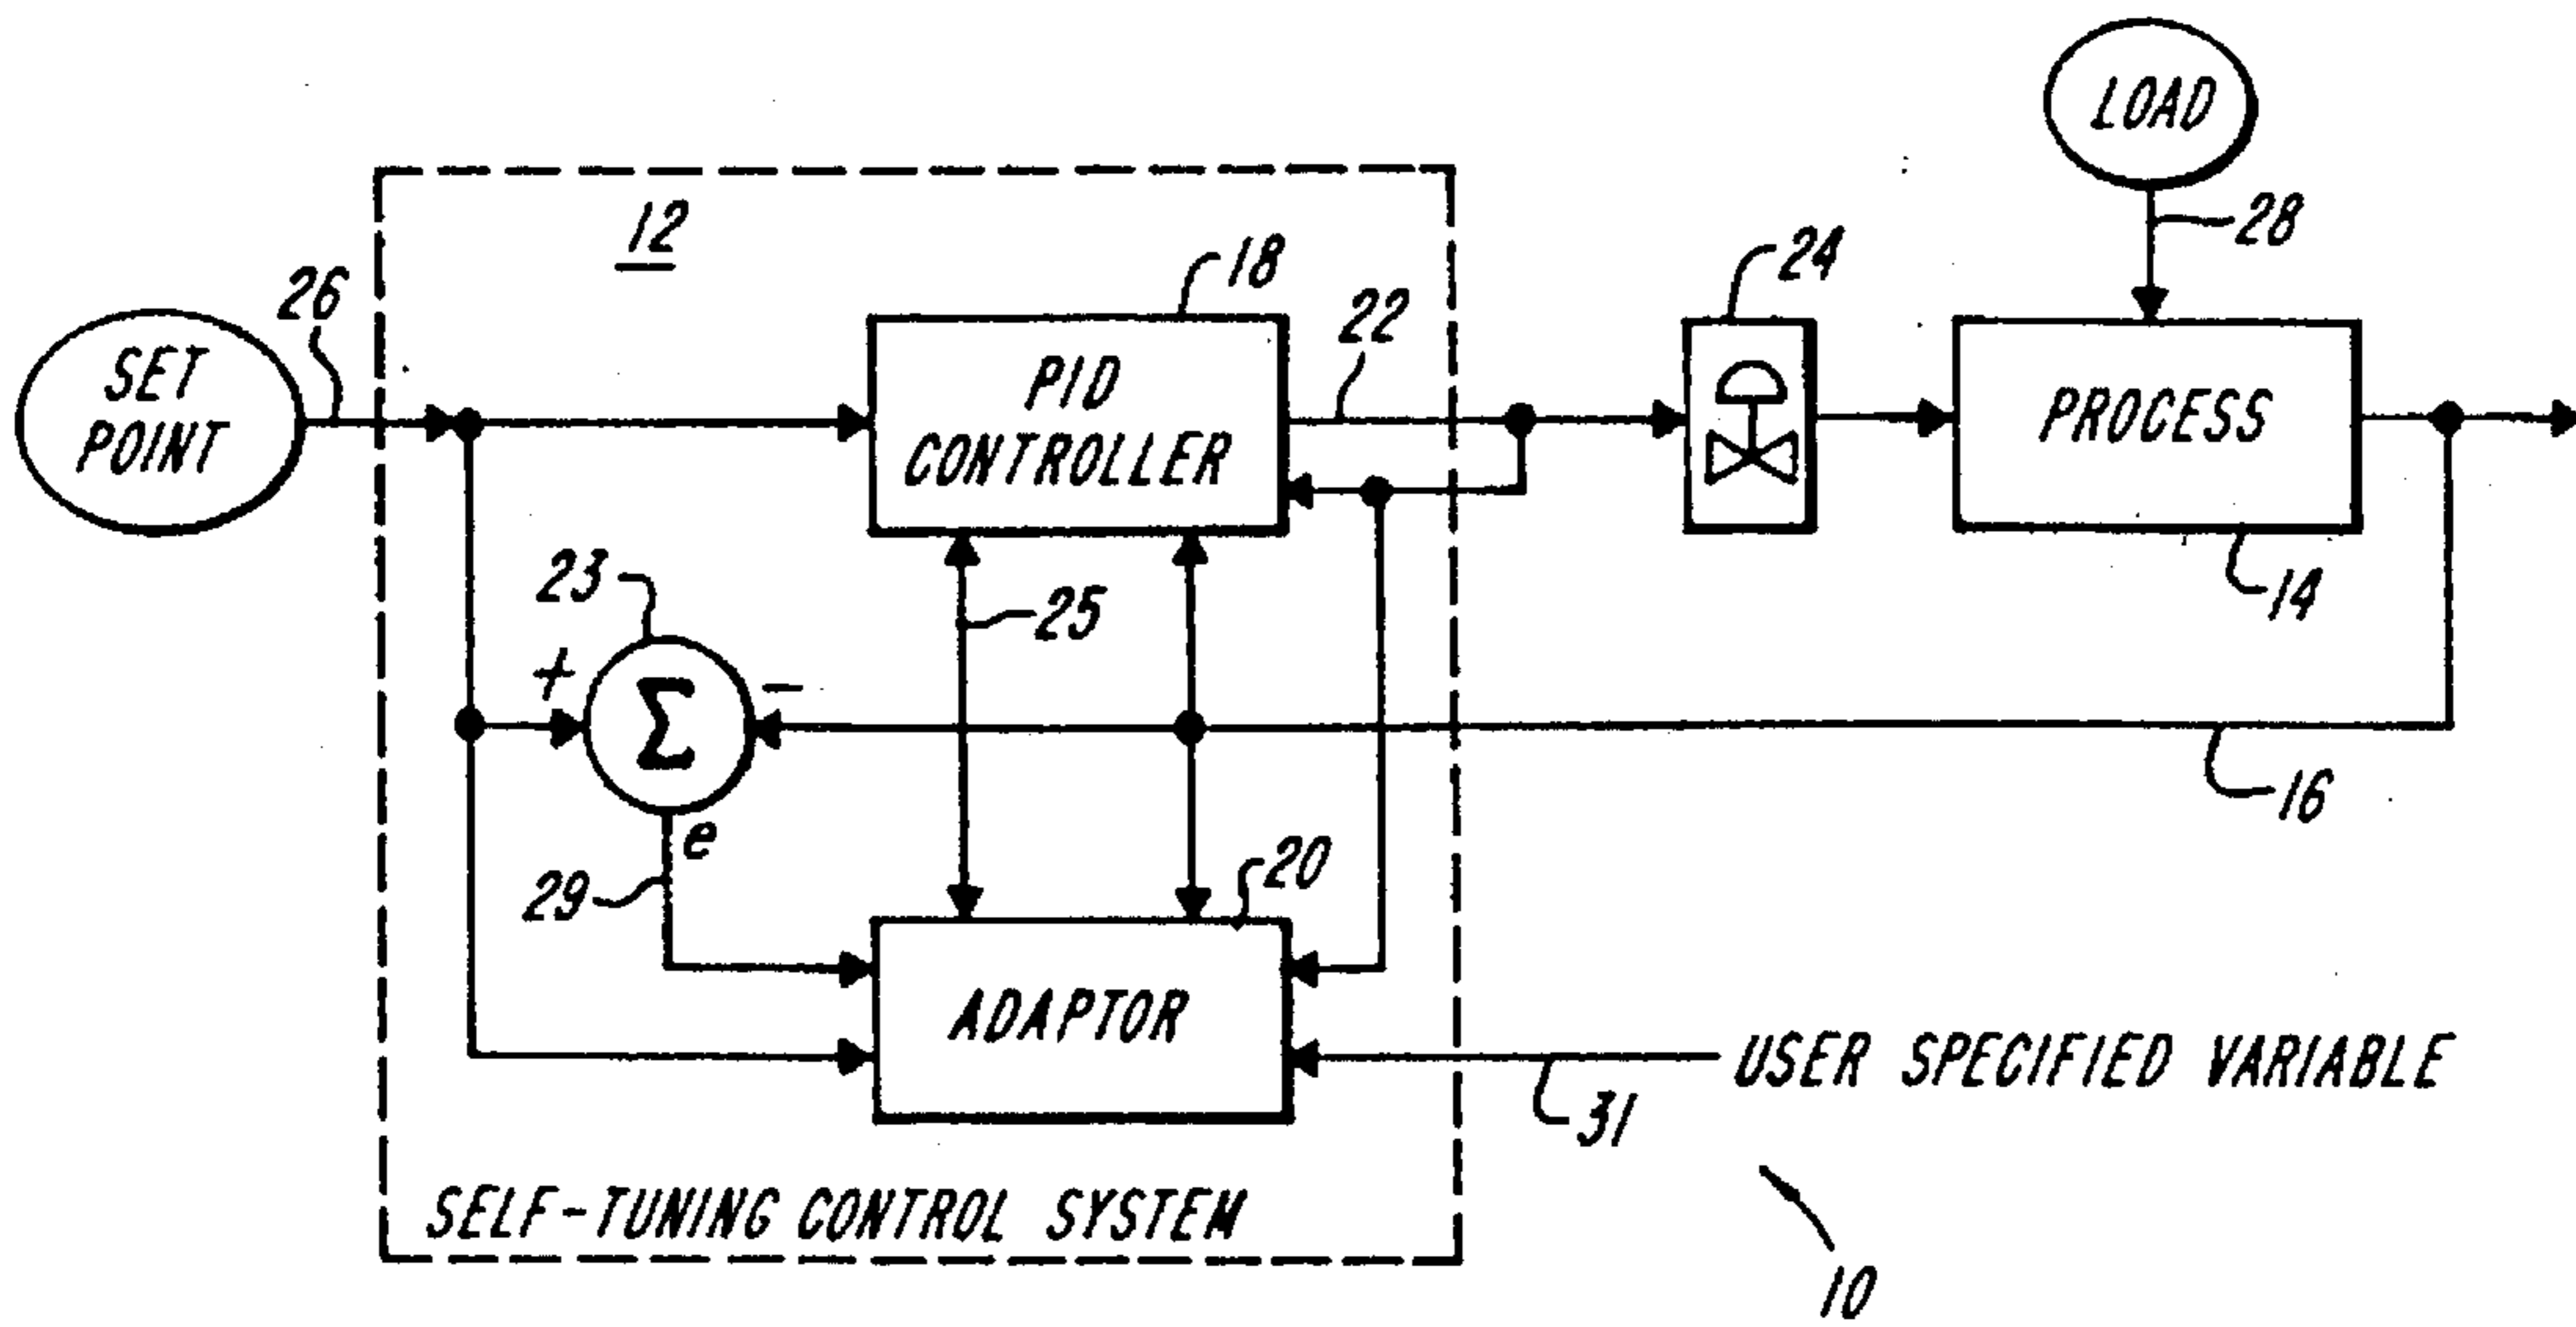 LOAD
28
12
24
26
18
22
SET
POINT
PID
CONTROLLER
PROCESS
14
23
25
+
Σ
-
16
e
29
20
ADAPTOR
USER SPECIFIED VARIABLE
31
SELF-TUNING CONTROL SYSTEM
10